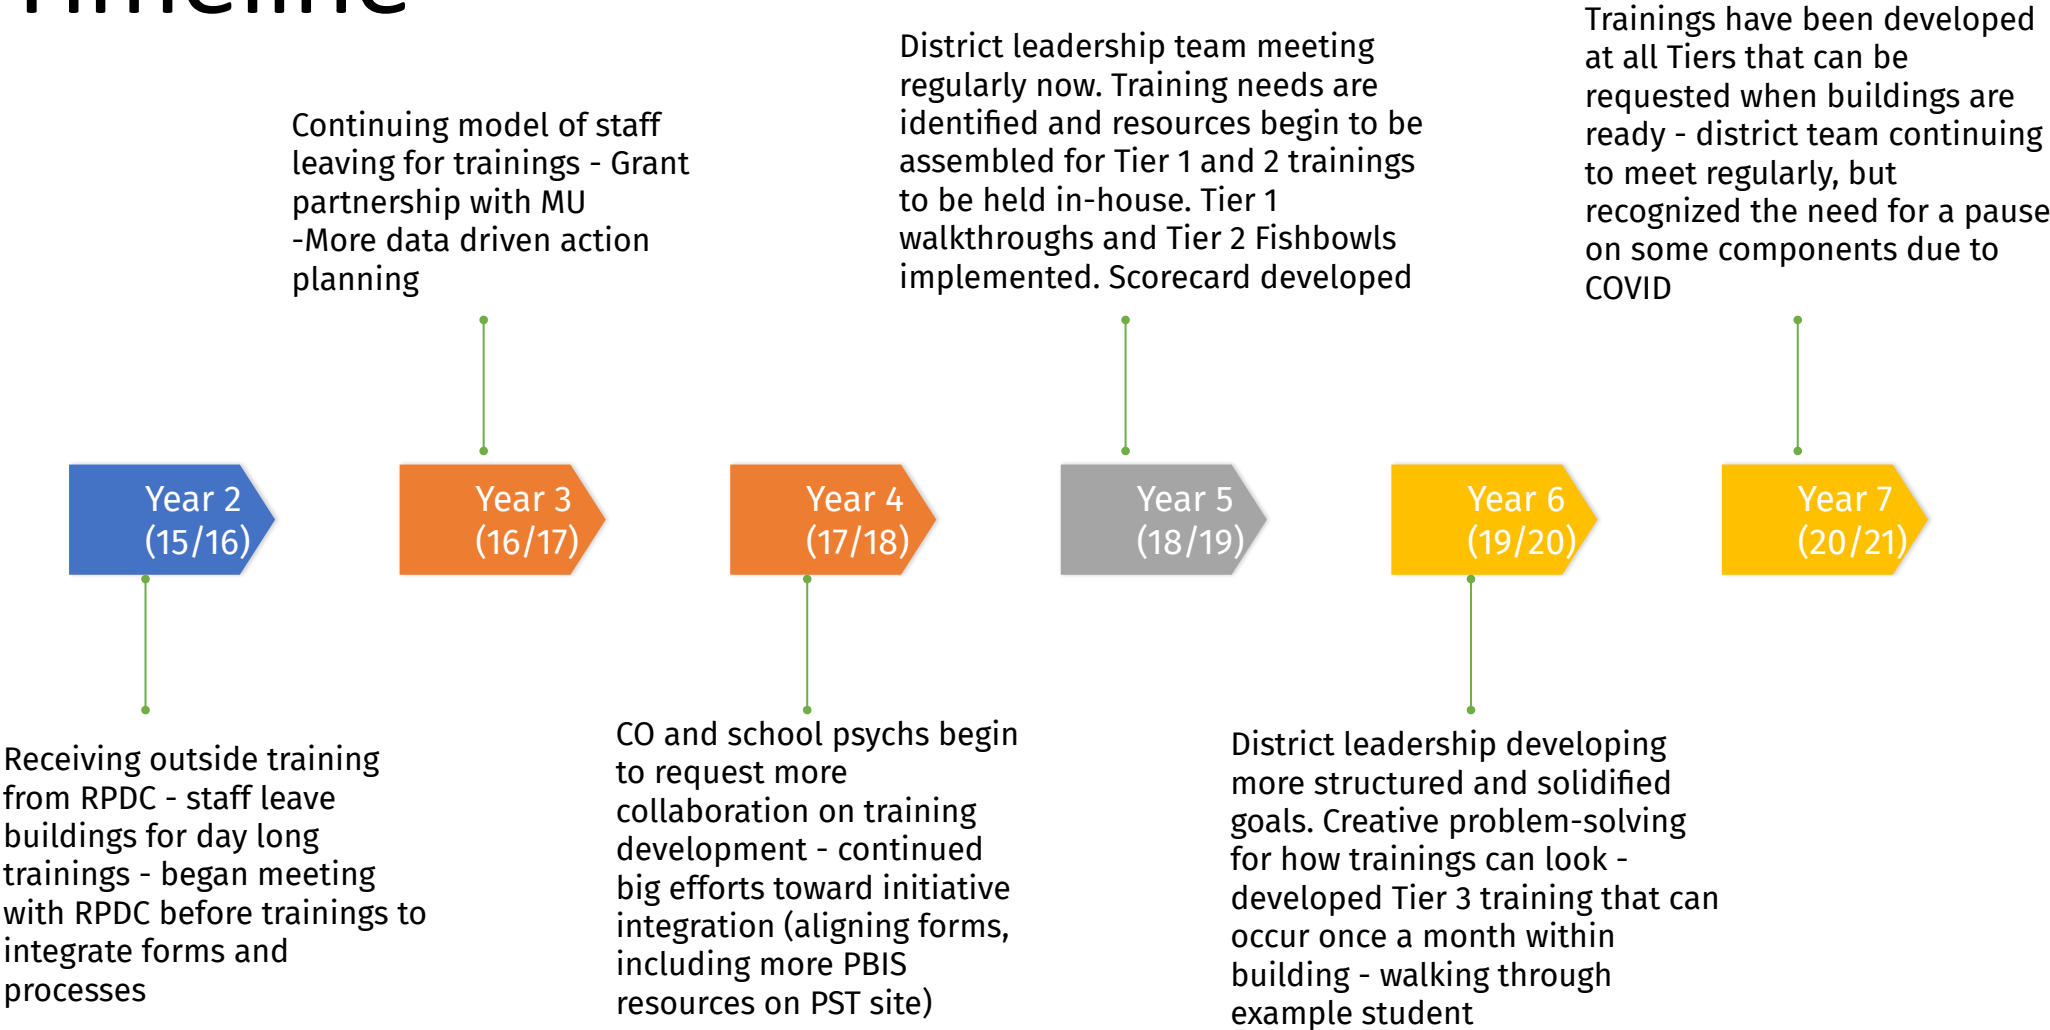 Timeline
Continuing model of staff
leaving for trainings - Grant
partnership with MU
-More data driven action
planning
District leadership team meeting
regularly now. Training needs are
identified and resources begin to be
assembled for Tier 1 and 2 trainings
to be held in-house. Tier 1
walkthroughs and Tier 2 Fishbowls
implemented. Scorecard developed
Trainings have been developed
at all Tiers that can be
requested when buildings are
ready - district team continuing
to meet regularly, but
recognized the need for a pause
on some components due to
COVID
Year 2
(15/16)
Year 3
(16/17)
Year 4
(17/18)
Year 5
(18/19)
Year 6
(19/20)
Year 7
(20/21)
Receiving outside training
from RPDC - staff leave
buildings for day long
trainings - began meeting
with RPDC before trainings to
integrate forms and
processes
CO and school psychs begin
to request more
collaboration on training
development - continued
big efforts toward initiative
integration (aligning forms,
including more PBIS
resources on PST site)
District leadership developing
more structured and solidified
goals. Creative problem-solving
for how trainings can look -
developed Tier 3 training that can
occur once a month within
building - walking through
example student